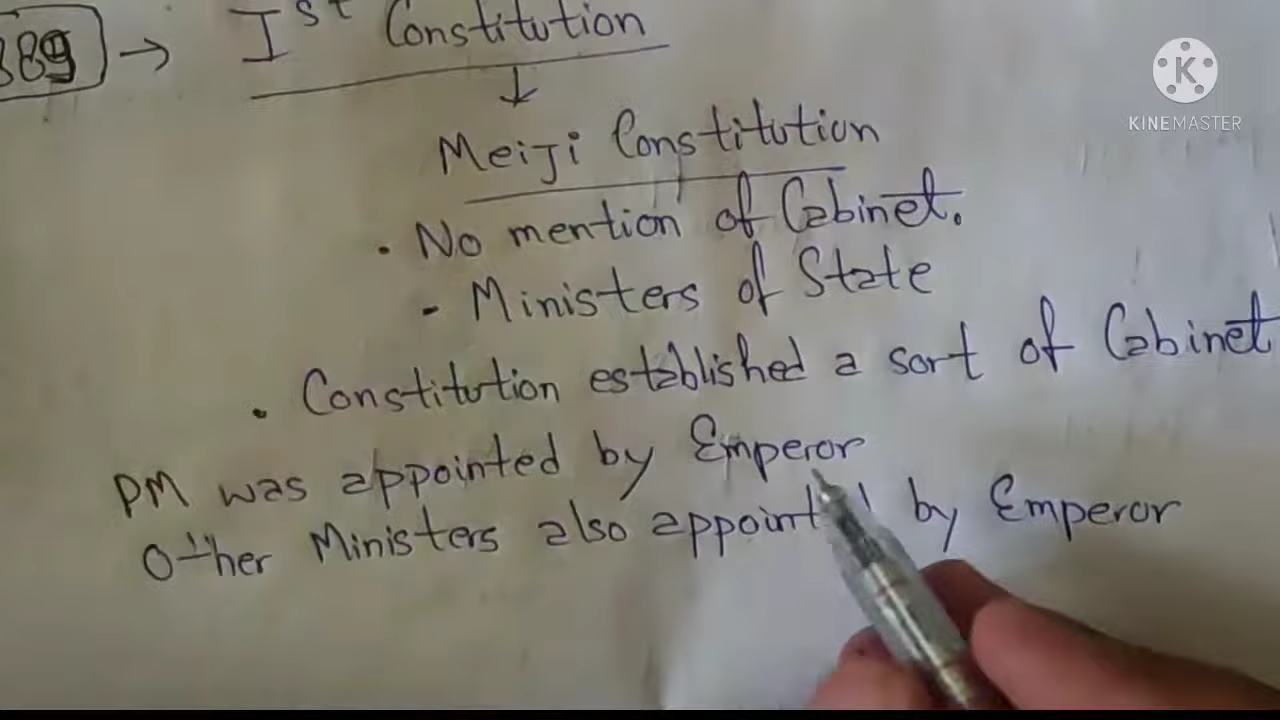 889 → Ist Constitution
↓
Meiji Constitution
. No mention of Cabinet.
- Ministers of State
. Constitution established a sort of Cabinet
PM was appointed by Emperor
Other Ministers also by Emperor
K
KINEMASTER